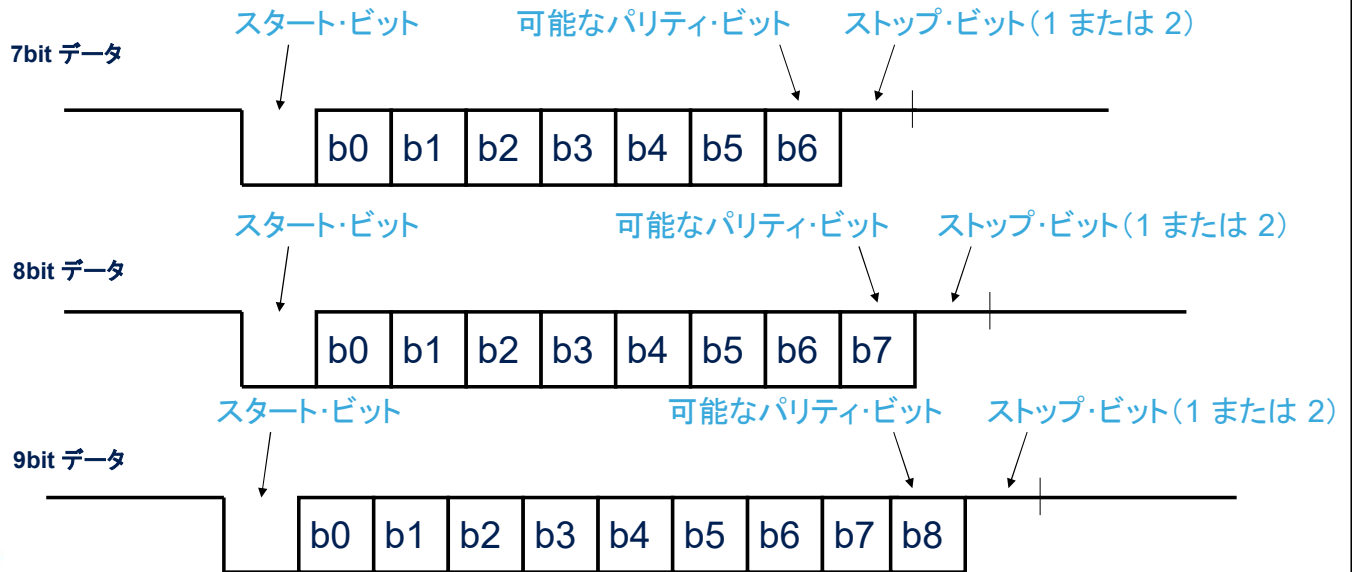 スタート・ビット 可能なパリティ・ビット ストップ・ビット(1 または 2)
7bit データ
b0 b1 b2 b3 b4 b5 b6
スタート・ビット 可能なパリティ・ビット ストップ・ビット(1 または 2)
8bit データ
b0 b1 b2 b3 b4 b5 b6 b7
スタート・ビット 可能なパリティ・ビット ストップ・ビット(1 または 2)
9bit データ
b0 b1 b2 b3 b4 b5 b6 b7 b8